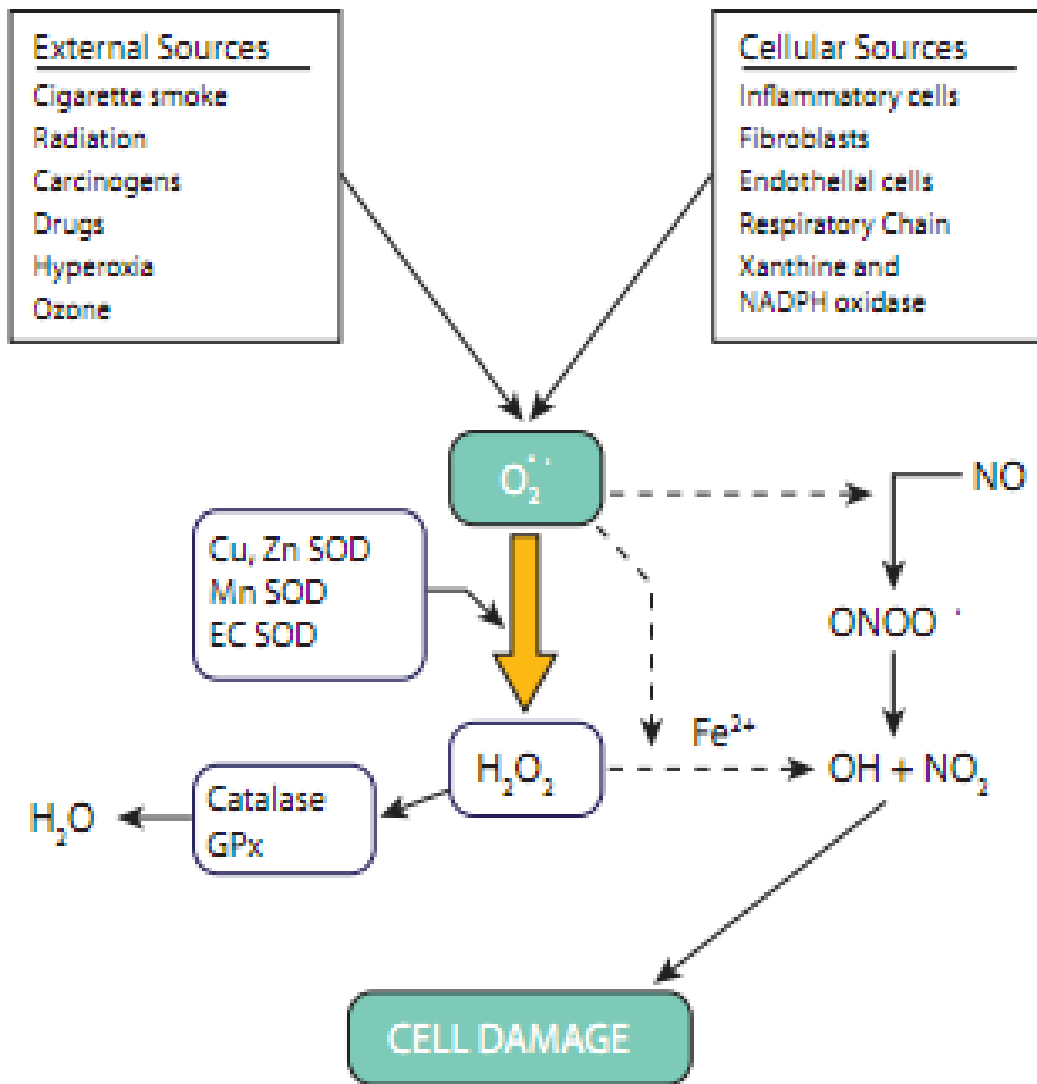 External Sources
Cigarette smoke
Radiation
Carcinogens
Drugs
Hyperoxia
Ozone
Cellular Sources
Inflammatory cells
Fibroblasts
Endothellal cells
Respiratory Chain
Xanthine and
NADPH oxidase
O₂˙˙
NO
Cu, Zn SOD
Mn SOD
EC SOD
ONOO ˙
Fe²⁺
H₂O₂
OH + NO₂
H₂O
Catalase
GPx
CELL DAMAGE